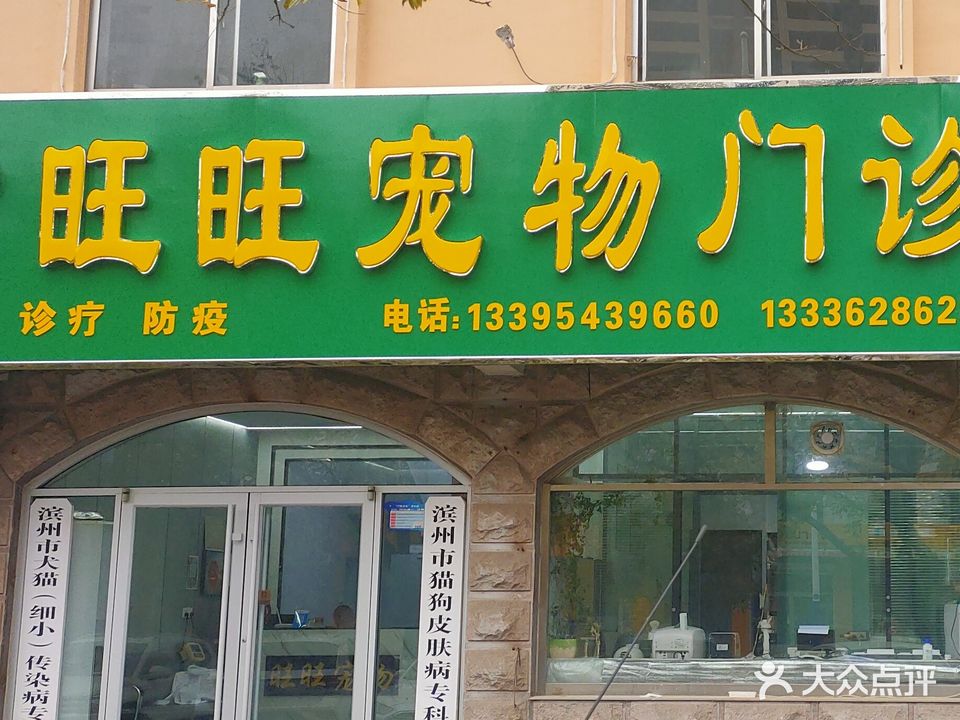 旺旺宠物门诊
诊疗 防疫
电话:13395439660 133362862
滨州市犬猫(细小)传染病专
滨州市猫狗皮肤病专科
旺旺宠物
大众点评